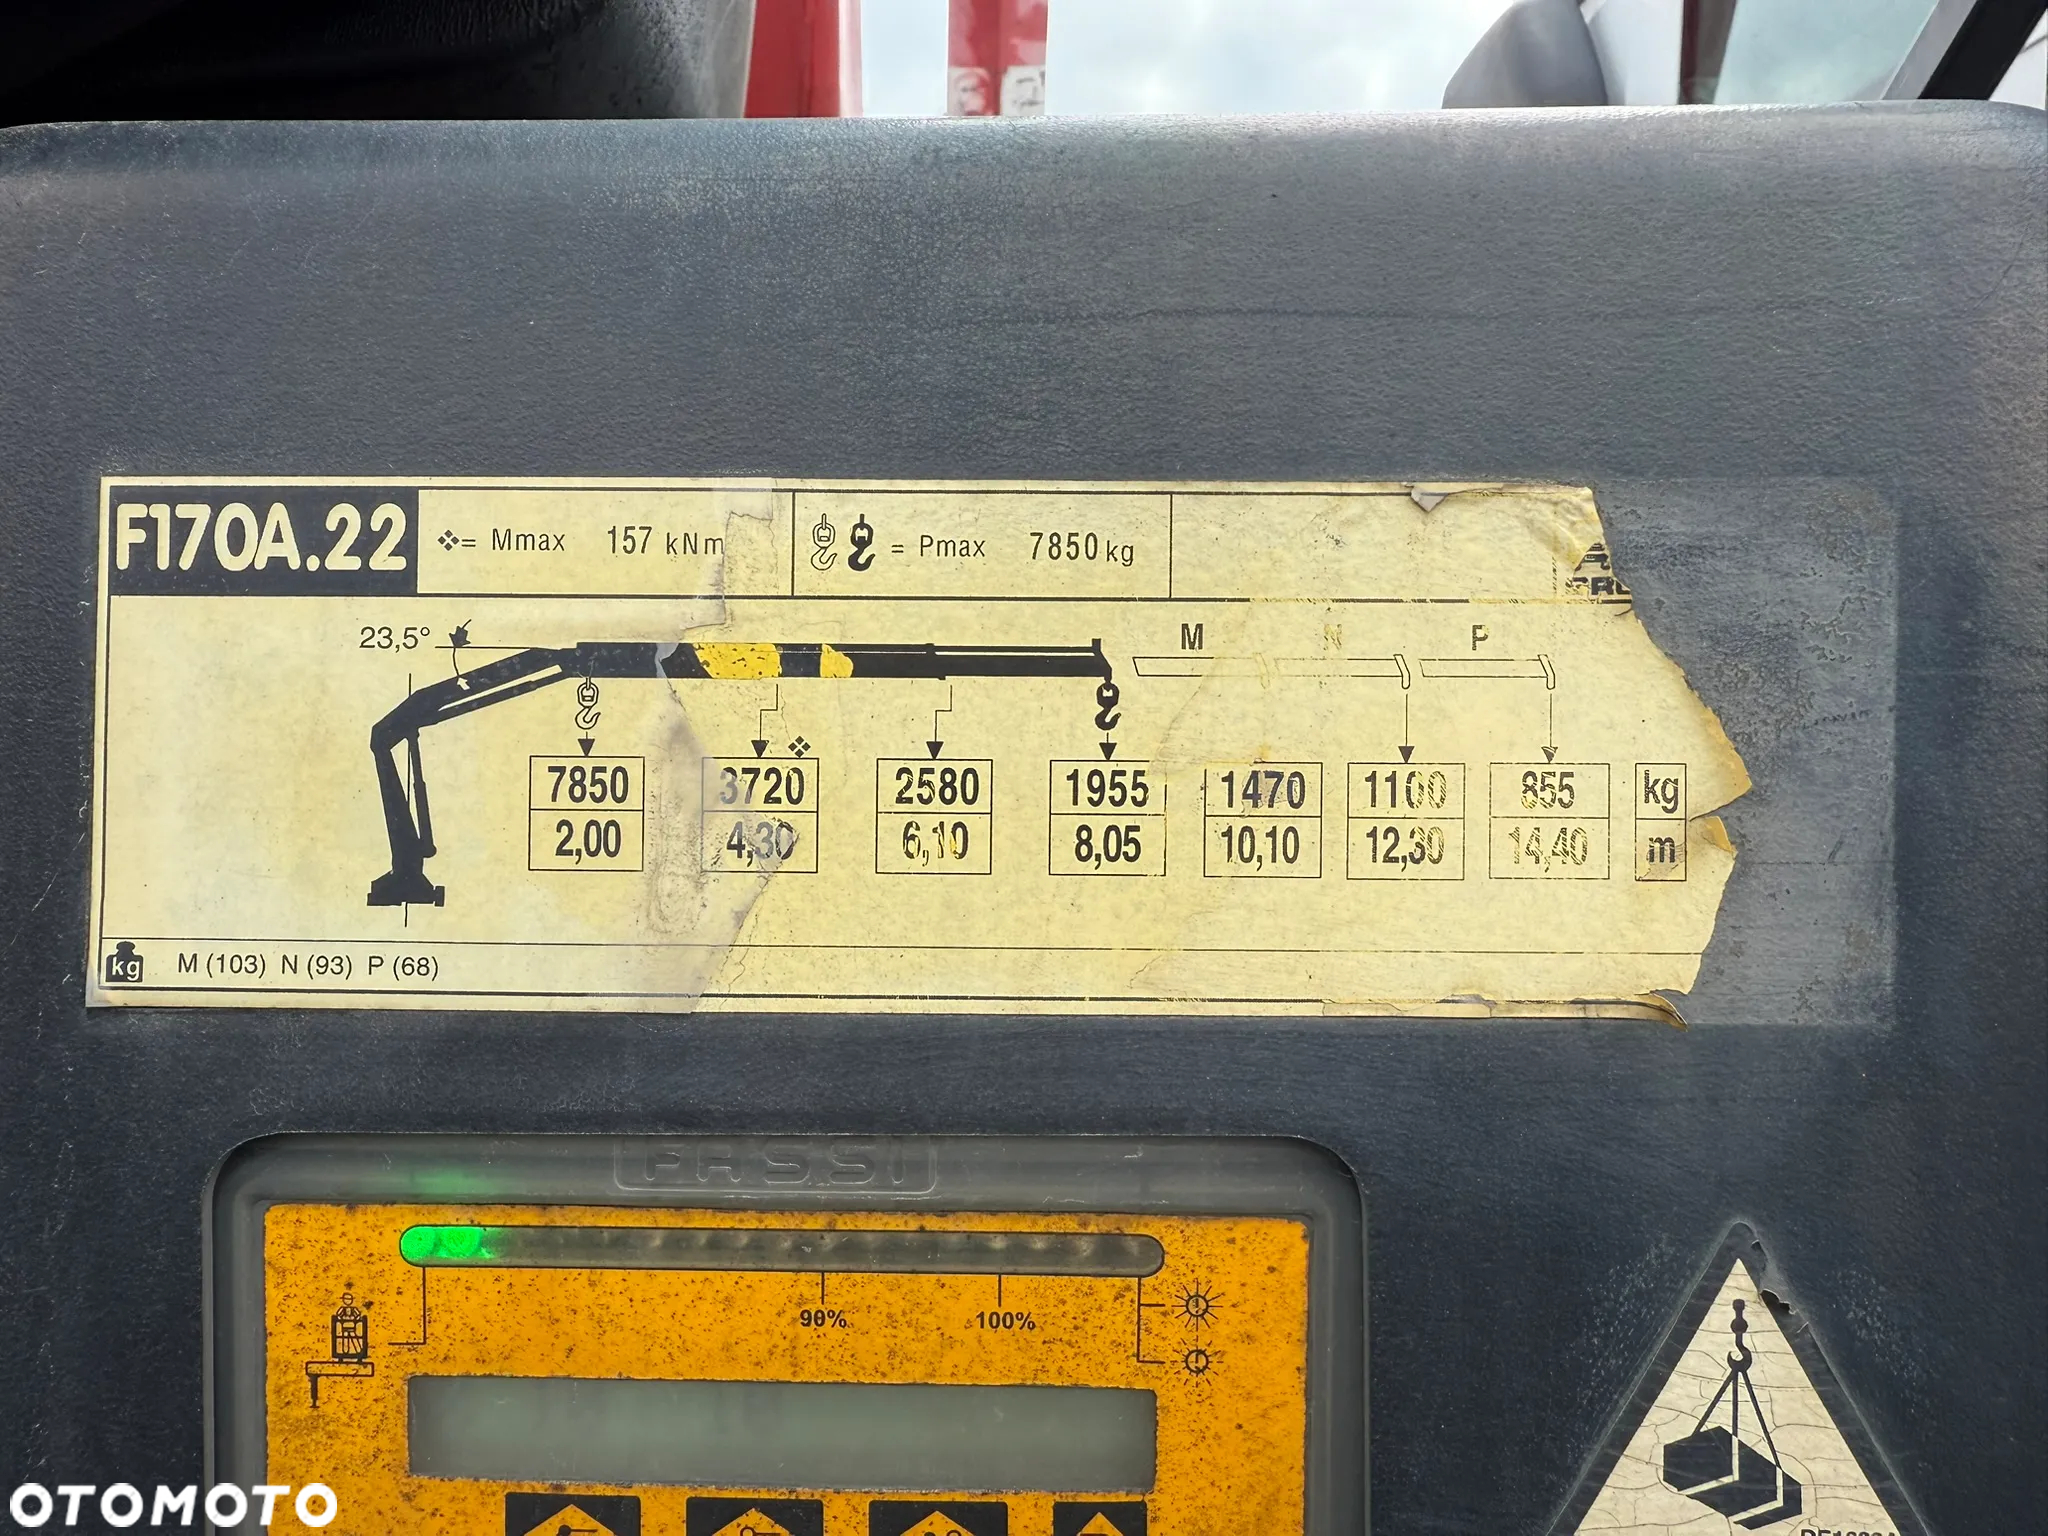 F170A.22 = Mmax 157 kNm = Pmax 7850 kg
23,5° M N P
7850 3720 2580 1955 1470 1100 855 kg
2,00 4,30 6,10 8,05 10,10 12,30 14,40 m
kg M (103) N (93) P (68)
FASSI
90% 100%
OTOMOTO